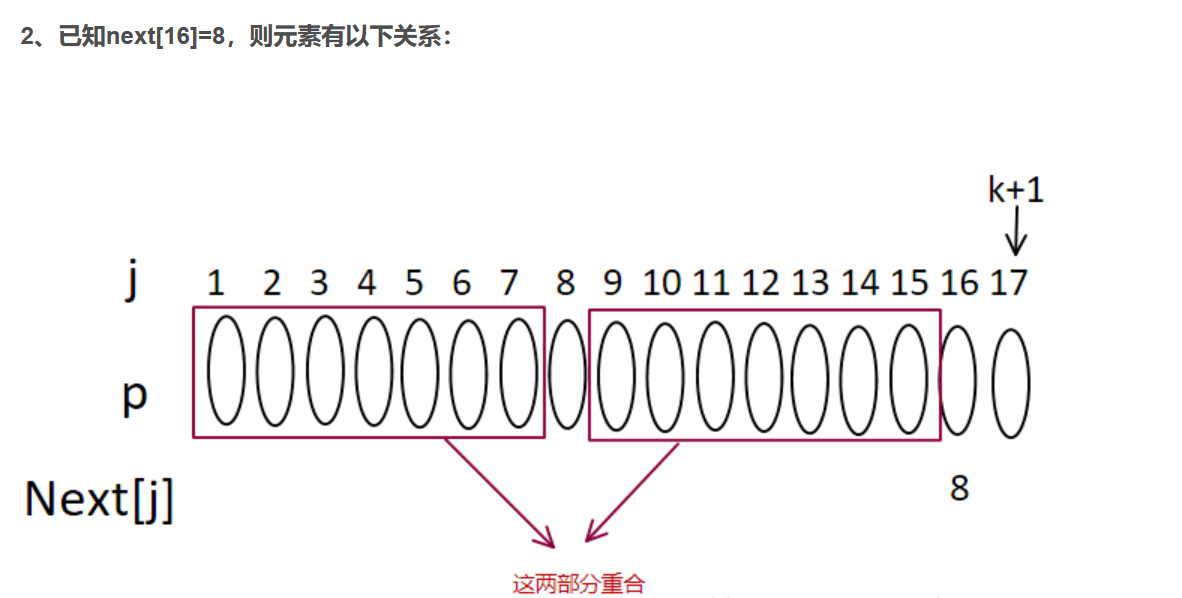 2、已知next[16]=8，则元素有以下关系：
k+1
j 1 2 3 4 5 6 7 8 9 10 11 12 13 14 15 16 17
p
Next[j] 8
这两部分重合